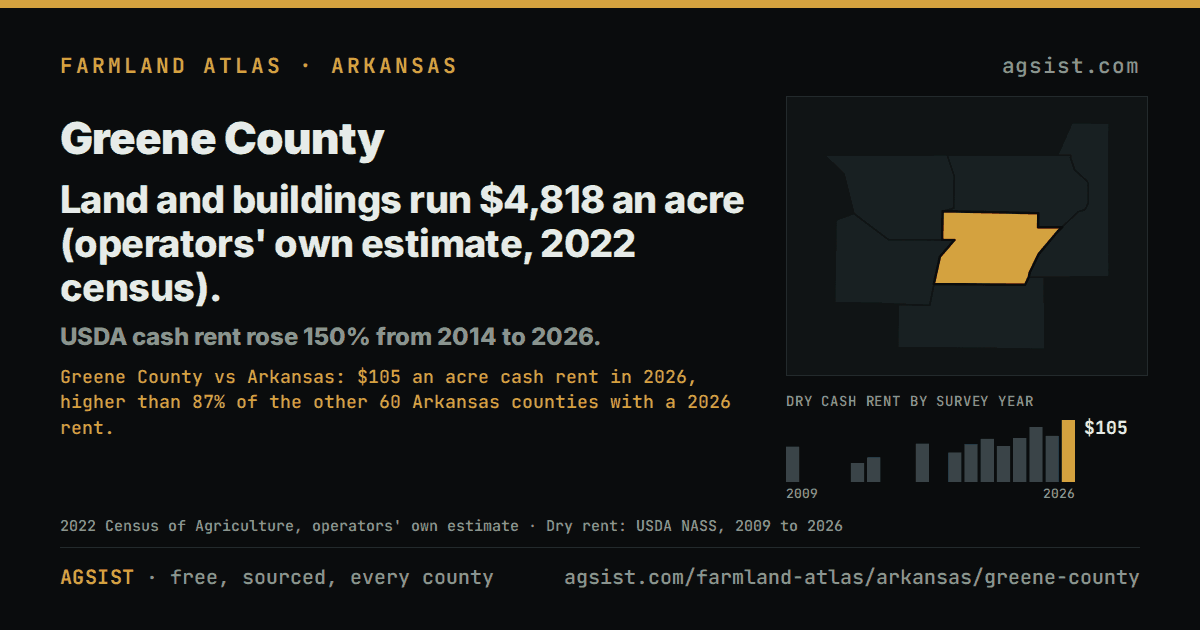 FARMLAND ATLAS · ARKANSAS
agsist.com
Greene County
Land and buildings run $4,818 an acre
(operators' own estimate, 2022
census).
USDA cash rent rose 150% from 2014 to 2026.
Greene County vs Arkansas: $105 an acre cash rent in 2026,
higher than 87% of the other 60 Arkansas counties with a 2026
rent.
DRY CASH RENT BY SURVEY YEAR
$105
2009
2026
2022 Census of Agriculture, operators' own estimate · Dry rent: USDA NASS, 2009 to 2026
AGSIST · free, sourced, every county
agsist.com/farmland-atlas/arkansas/greene-county